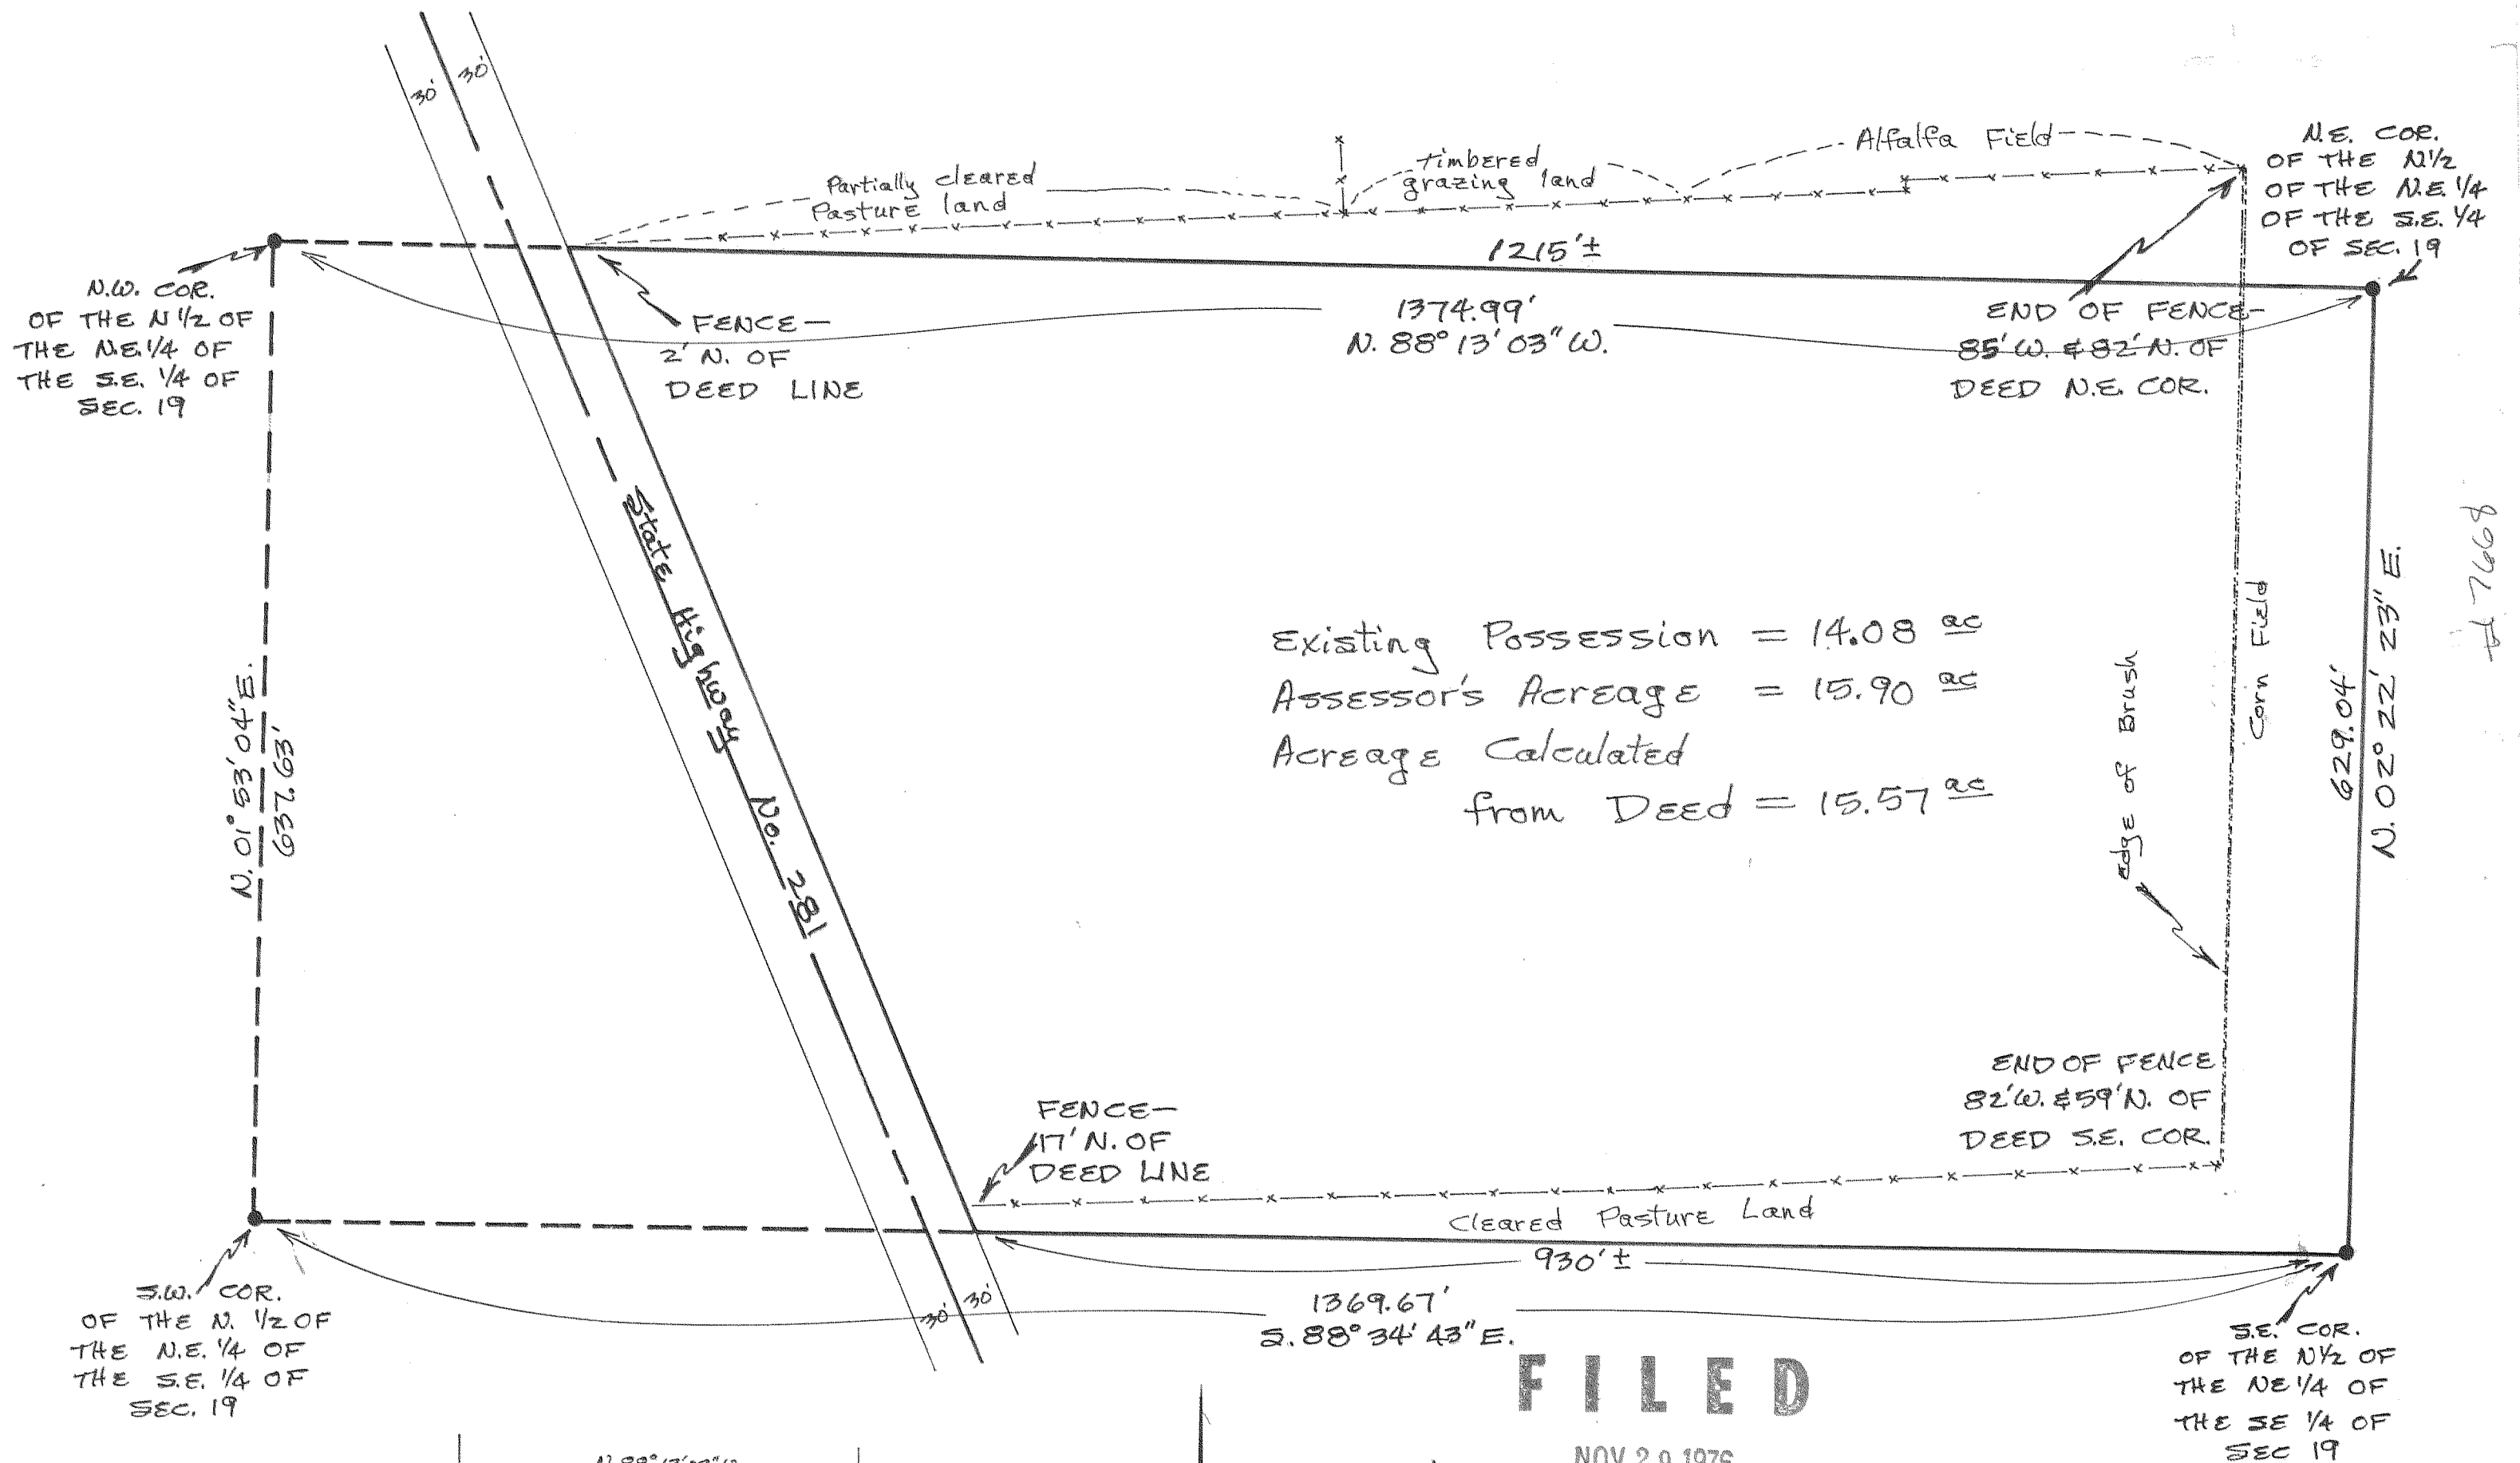 30'
30'
N.E. COR.
OF THE N 1/2
OF THE N.E. 1/4
OF THE S.E. 1/4
OF SEC. 19
Alfalfa Field
timbered
grazing land
Partially cleared
Pasture land
1215'±
N.W. COR.
OF THE N 1/2 OF
THE N.E. 1/4 OF
THE S.E. 1/4 OF
SEC. 19
FENCE-
2' N. OF
DEED LINE
1374.99'
N. 88° 13' 03" W.
END OF FENCE-
85' W. & 82' N. OF
DEED N.E. COR.
State Highway No. 281
N. 01° 53' 04" E.
637.63'
Existing Possession = 14.08 ac
Assessor's Acreage = 15.90 ac
Acreage Calculated
from Deed = 15.57 ac
edge of Brush
Corn Field
629.04'
N. 02° 22' 23" E.
# 7668
FENCE-
17' N. OF
DEED LINE
END OF FENCE
82' W. & 59' N. OF
DEED S.E. COR.
Cleared Pasture Land
930'±
30'
30'
1369.67'
S. 88° 34' 43" E.
S.W. COR.
OF THE N. 1/2 OF
THE N.E. 1/4 OF
THE S.E. 1/4 OF
SEC. 19
S.E. COR.
OF THE N 1/2 OF
THE NE 1/4 OF
THE SE 1/4 OF
SEC 19
FILED
NOV 29 1976